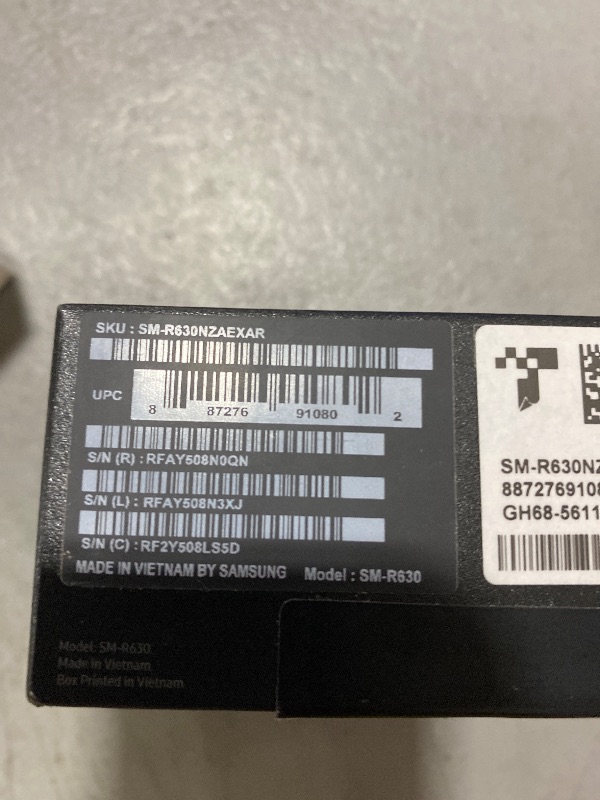 SKU : SM-R630NZAEXAR
UPC
8 87276 91080 2
S/N (R) : RFAY508N0QN
S/N (L) : RFAY508N3XJ
S/N (C) : RF2Y508LS5D
MADE IN VIETNAM BY SAMSUNG Model : SM-R630
Model: SM-R630
Made in Vietnam
Box Printed in Vietnam
SM-R630NZ
8872769108
GH68-5611